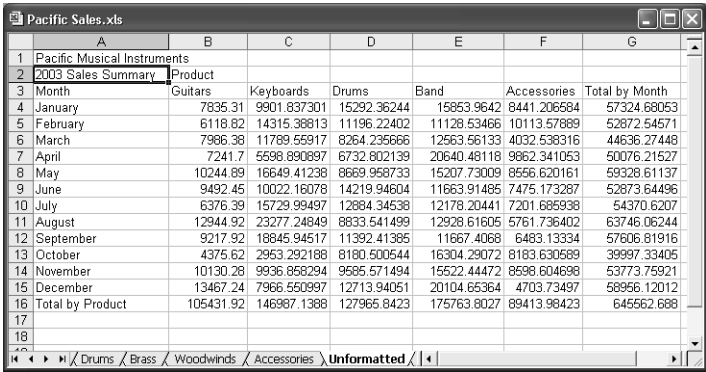 Pacific Sales.xls
A B C D E F G
1 Pacific Musical Instruments
2 2003 Sales Summary Product
3 Month Guitars Keyboards Drums Band Accessories Total by Month
4 January 7835.31 9901.837301 15292.36244 15853.9642 8441.206584 57324.68053
5 February 6118.82 14315.38813 11196.22402 11128.53466 10113.57889 52872.54571
6 March 7986.38 11789.55917 8264.235666 12563.56133 4032.538316 44636.27448
7 April 7241.7 5598.890897 6732.802139 20640.48118 9862.341053 50076.21527
8 May 10244.89 16649.41238 8669.958733 15207.73009 8556.620161 59328.61137
9 June 9492.45 10022.16078 14219.94604 11663.91485 7475.173287 52873.64496
10 July 6376.39 15729.99497 12884.34538 12178.20441 7201.685938 54370.6207
11 August 12944.92 23277.24849 8833.541499 12928.61605 5761.736402 63746.06244
12 September 9217.92 18845.94517 11392.41385 11667.4068 6483.13334 57606.81916
13 October 4375.62 2953.292188 8180.500544 16304.29072 8183.630589 39997.33405
14 November 10130.28 9936.858294 9585.571494 15522.44472 8598.604698 53773.75921
15 December 13467.24 7966.550997 12713.94051 20104.65364 4703.73497 58956.12012
16 Total by Product 105431.92 146987.1388 127965.8423 175763.8027 89413.98423 645562.688
17
18
Drums Brass Woodwinds Accessories Unformatted